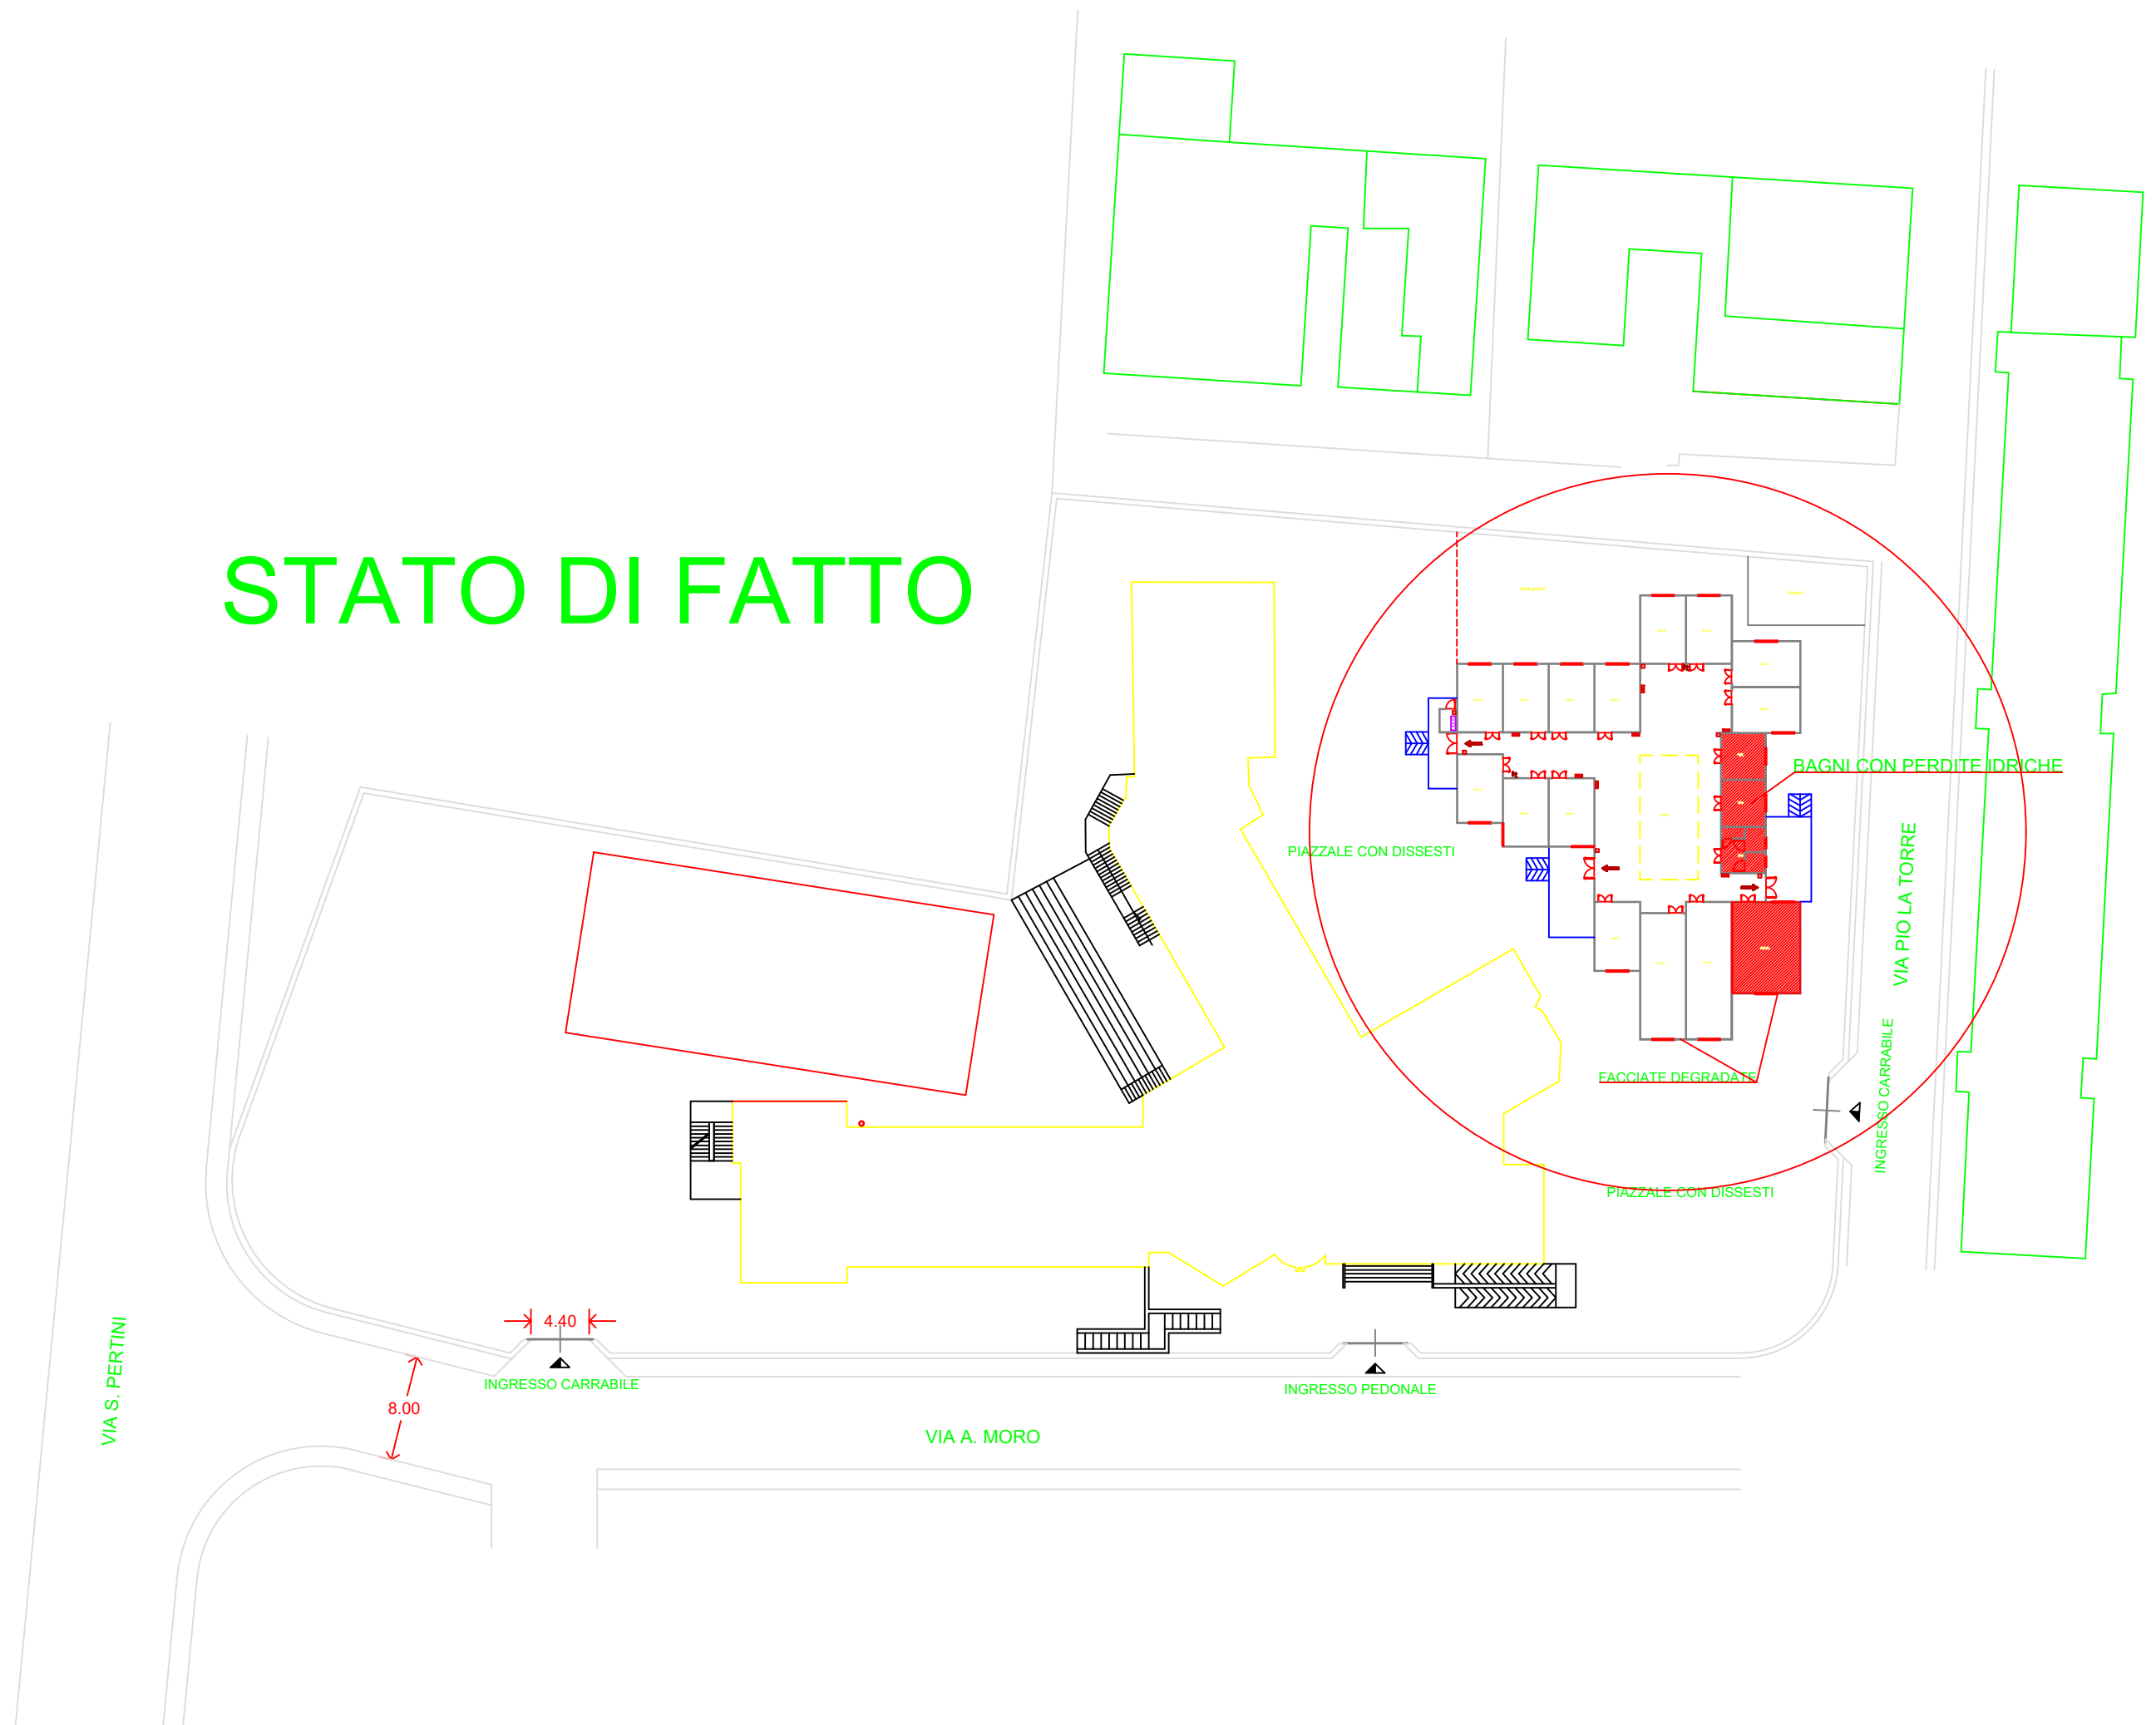 STATO DI FATTO
BAGNI CON PERDITE IDRICHE
PIAZZALE CON DISSESTI
VIA PIO LA TORRE
INGRESSO CARRABILE
FACCIATE DEGRADATE
PIAZZALE CON DISSESTI
4.40
INGRESSO CARRABILE
INGRESSO PEDONALE
8.00
VIA S. PERTINI
VIA A. MORO